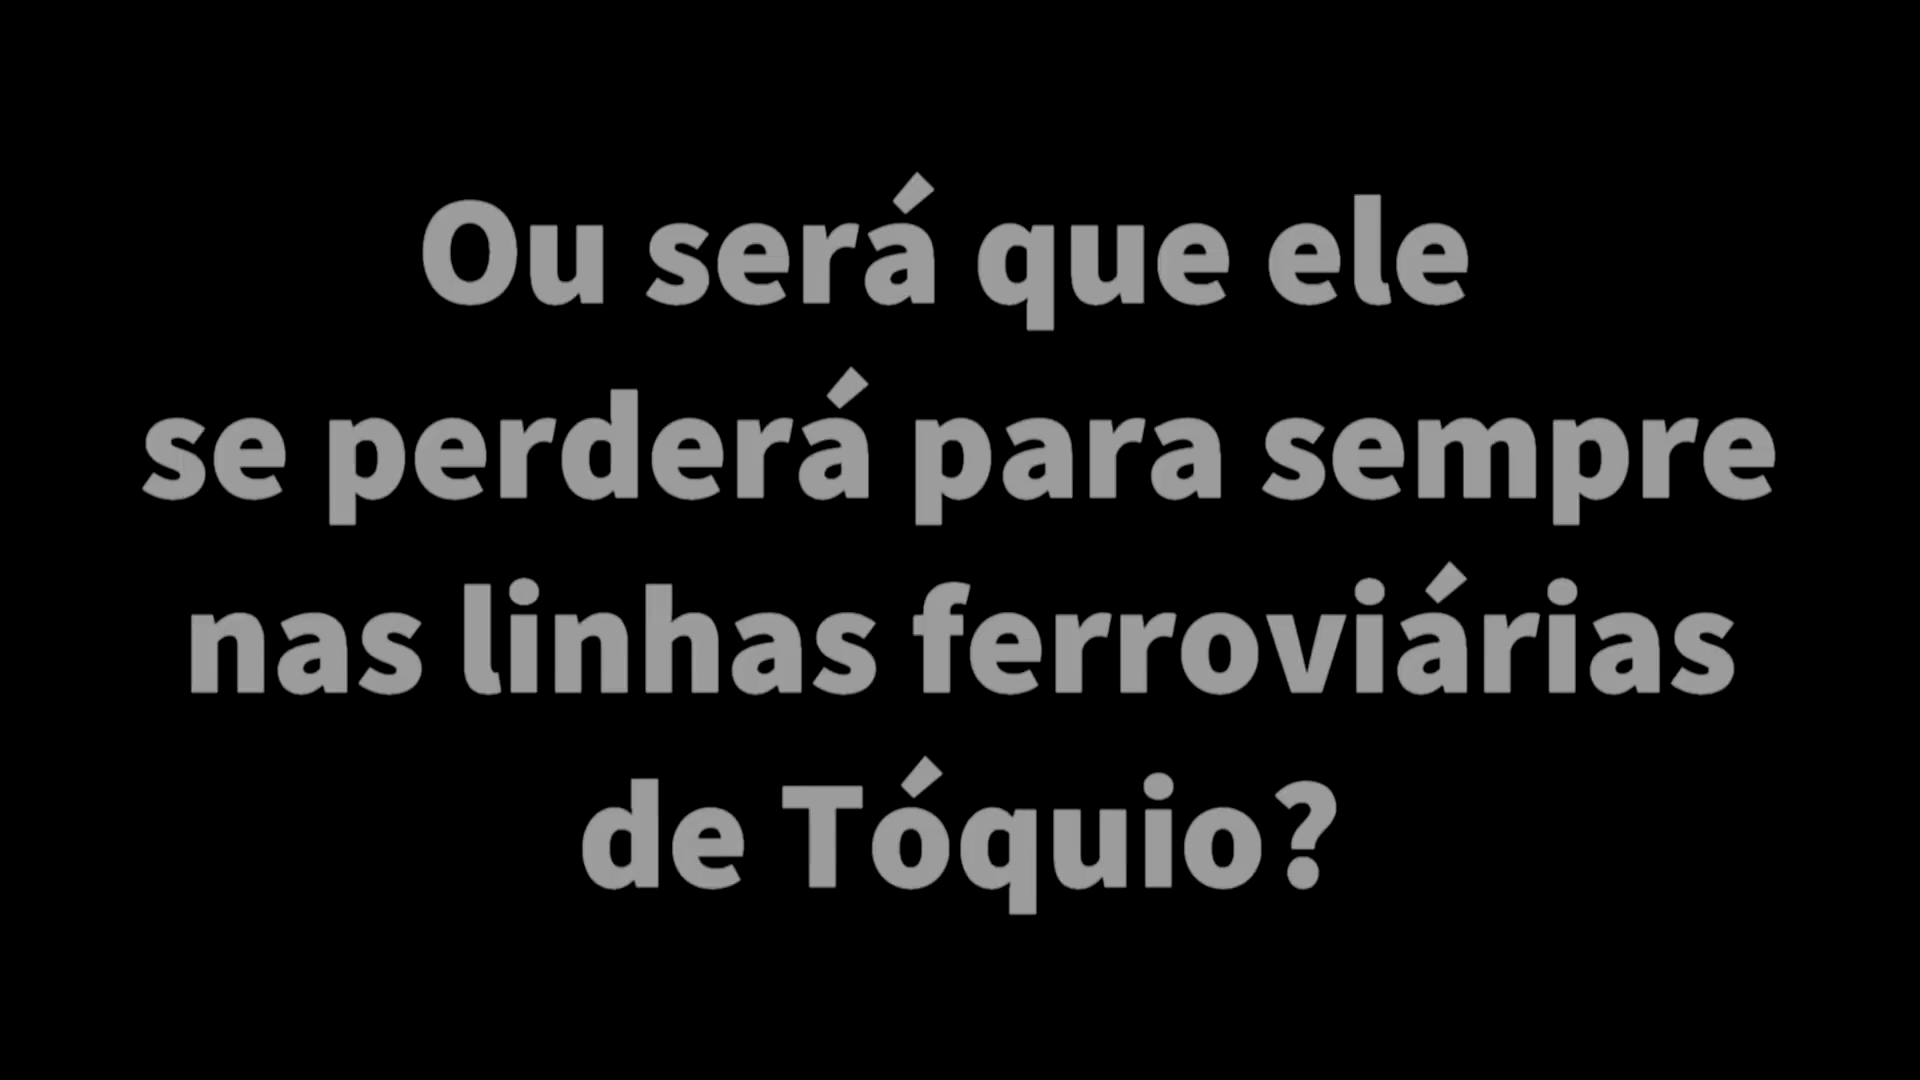 Ou será que ele
se perderá para sempre
nas linhas ferroviárias
de Tóquio?